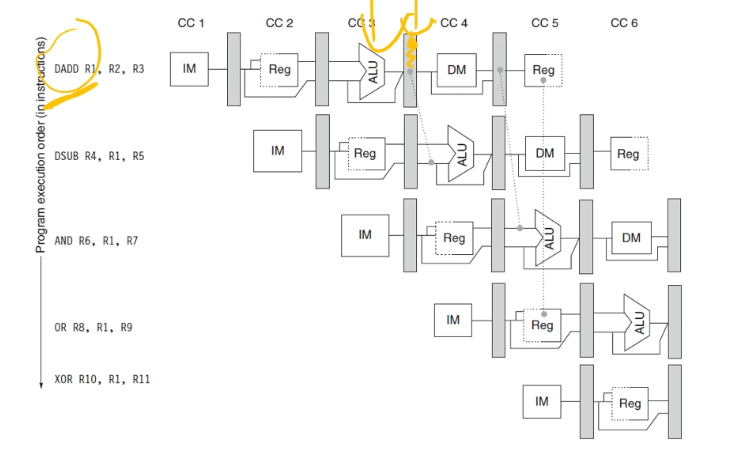 CC 1 CC 2 CC 3 CC 4 CC 5 CC 6
Program execution order (in instructions)
DADD R1, R2, R3 IM Reg ALU DM Reg
DSUB R4, R1, R5 IM Reg ALU DM Reg
AND R6, R1, R7 IM Reg ALU DM
OR R8, R1, R9 IM Reg ALU
XOR R10, R1, R11 IM Reg